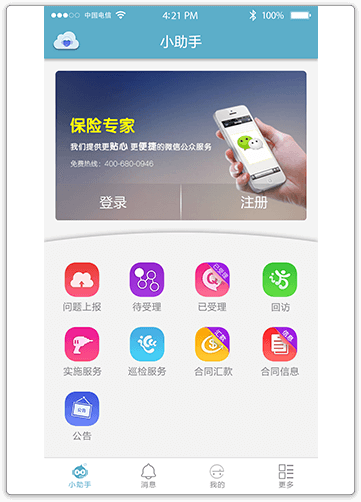 中国电信 4:21 PM 100%
小助手
保险专家
我们提供更贴心 更便捷的微信公众服务
免费热线：400-680-0946
登录 注册
已受理
问题上报 待受理 已受理 回访
汇款 信息
实施服务 巡检服务 合同汇款 合同信息
公告
公告
小助手 消息 我的 更多